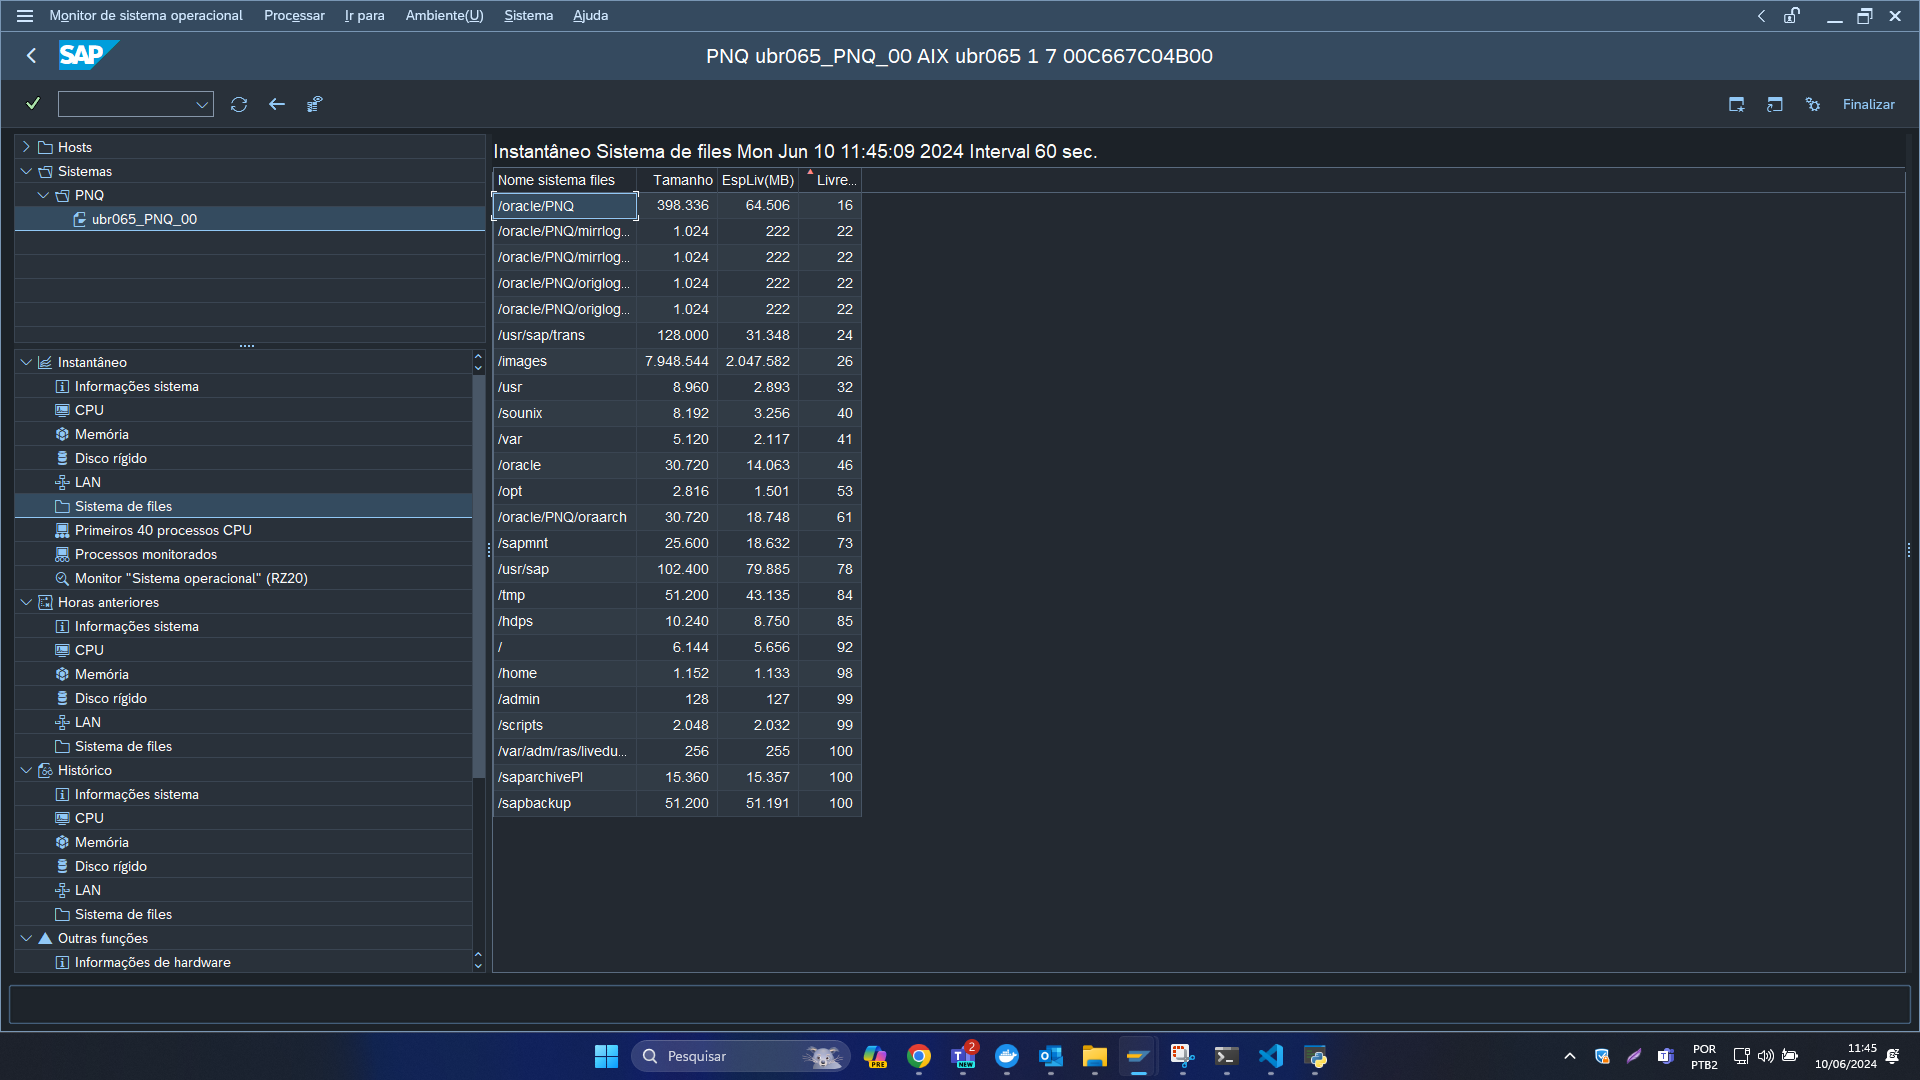 Monitor de sistema operacional Processar Ir para Ambiente(U) Sistema Ajuda
SAP PNQ ubr065_PNQ_00 AIX ubr065 1 7 00C667C04B00
Finalizar
Hosts
Sistemas
PNQ
ubr065_PNQ_00
Instantâneo
Informações sistema
CPU
Memória
Disco rígido
LAN
Sistema de files
Primeiros 40 processos CPU
Processos monitorados
Monitor "Sistema operacional" (RZ20)
Horas anteriores
Informações sistema
CPU
Memória
Disco rígido
LAN
Sistema de files
Histórico
Informações sistema
CPU
Memória
Disco rígido
LAN
Sistema de files
Outras funções
Informações de hardware
Instantâneo Sistema de files Mon Jun 10 11:45:09 2024 Interval 60 sec.
Nome sistema files Tamanho EspLiv(MB) Livre...
/oracle/PNQ 398.336 64.506 16
/oracle/PNQ/mirrlog... 1.024 222 22
/oracle/PNQ/mirrlog... 1.024 222 22
/oracle/PNQ/origlog... 1.024 222 22
/oracle/PNQ/origlog... 1.024 222 22
/usr/sap/trans 128.000 31.348 24
/images 7.948.544 2.047.582 26
/usr 8.960 2.893 32
/sounix 8.192 3.256 40
/var 5.120 2.117 41
/oracle 30.720 14.063 46
/opt 2.816 1.501 53
/oracle/PNQ/oraarch 30.720 18.748 61
/sapmnt 25.600 18.632 73
/usr/sap 102.400 79.885 78
/tmp 51.200 43.135 84
/hdps 10.240 8.750 85
/ 6.144 5.656 92
/home 1.152 1.133 98
/admin 128 127 99
/scripts 2.048 2.032 99
/var/adm/ras/livedu... 256 255 100
/saparchivePI 15.360 15.357 100
/sapbackup 51.200 51.191 100
Pesquisar PRE 2 NEW
POR
PTB2
11:45
10/06/2024